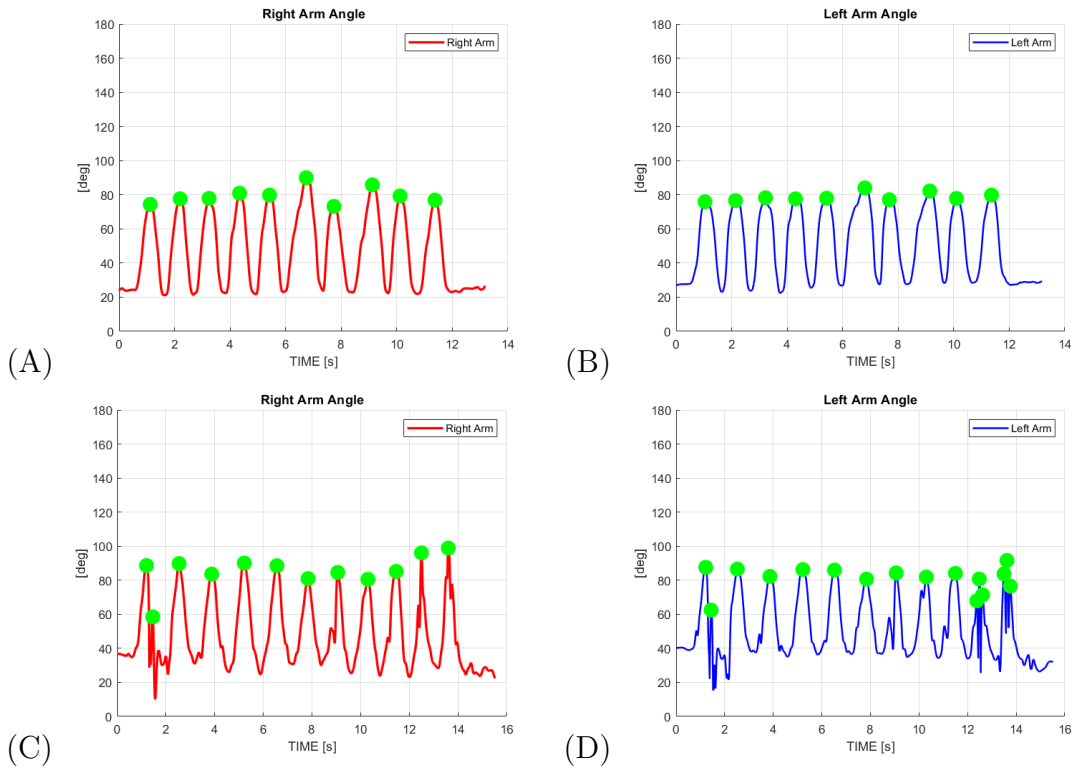 Right Arm Angle
180
160
140
120
100
80
60
40
20
0
[deg]
Right Arm
0 2 4 6 8 10 12 14
TIME [s]
(A)
Left Arm Angle
180
160
140
120
100
80
60
40
20
0
[deg]
Left Arm
0 2 4 6 8 10 12 14
TIME [s]
(B)
Right Arm Angle
180
160
140
120
100
80
60
40
20
0
[deg]
Right Arm
0 2 4 6 8 10 12 14 16
TIME [s]
(C)
Left Arm Angle
180
160
140
120
100
80
60
40
20
0
[deg]
Left Arm
0 2 4 6 8 10 12 14 16
TIME [s]
(D)